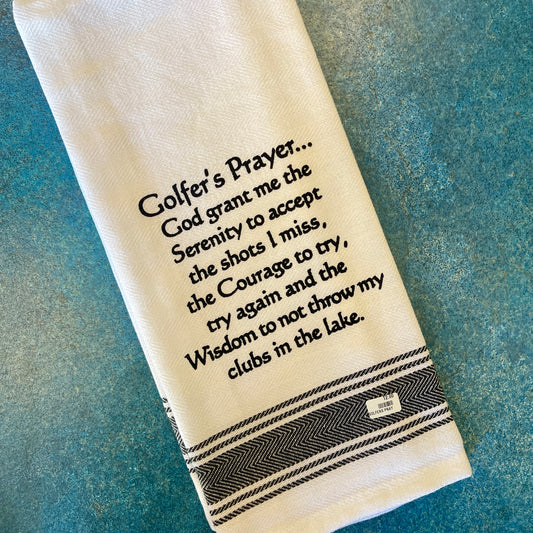 Golfer's Prayer...
God grant me the
Serenity to accept
the shots I miss,
the Courage to try,
try again and the
Wisdom to not throw my
clubs in the lake.